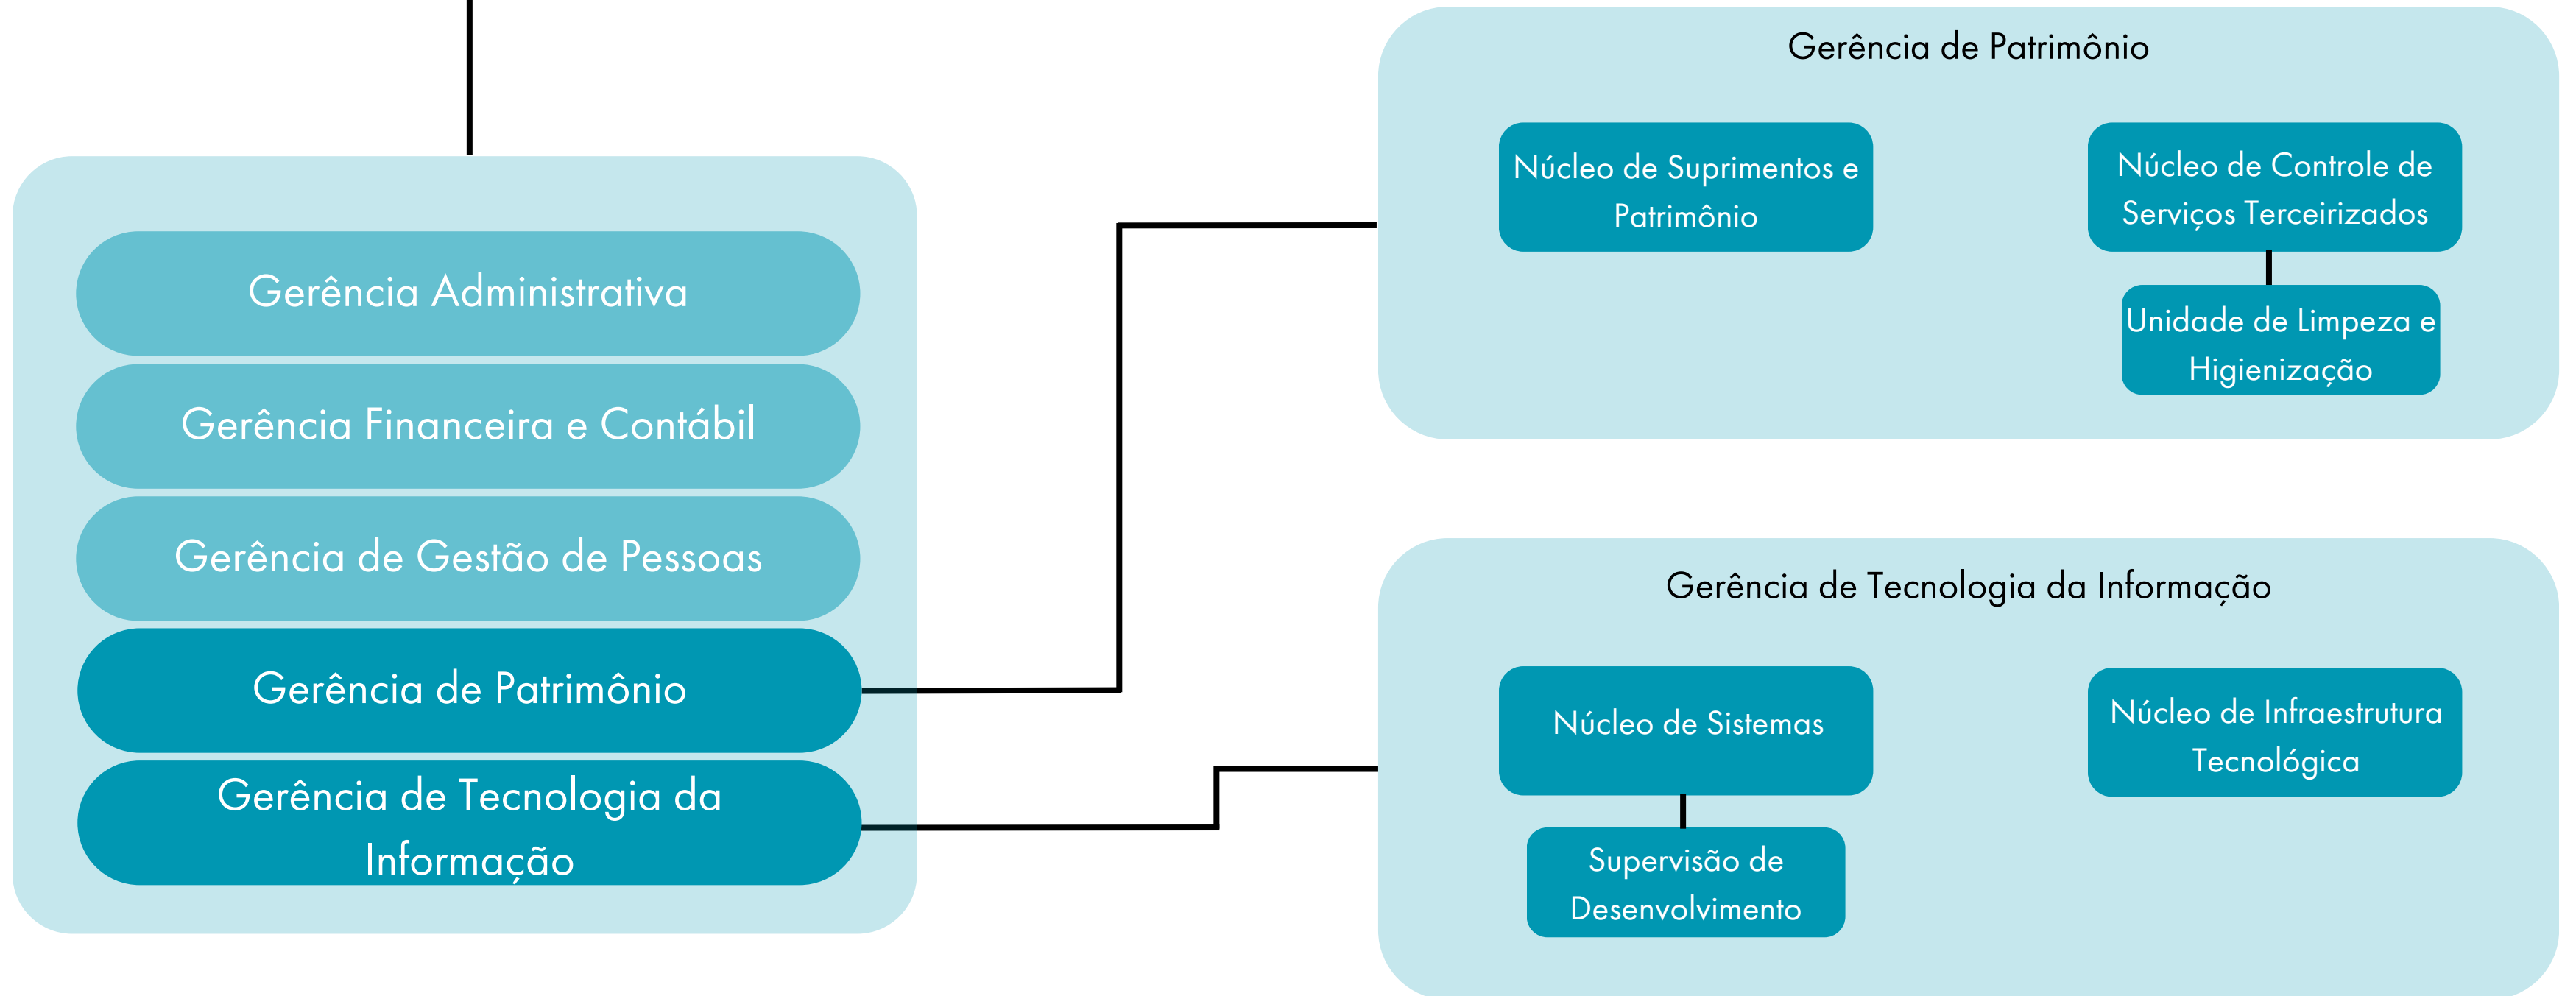 Gerência Administrativa
Gerência Financeira e Contábil
Gerência de Gestão de Pessoas
Gerência de Patrimônio
Gerência de Tecnologia da
Informação
Gerência de Patrimônio
Núcleo de Suprimentos e
Patrimônio
Núcleo de Controle de
Serviços Terceirizados
Unidade de Limpeza e
Higienização
Gerência de Tecnologia da Informação
Núcleo de Sistemas
Supervisão de
Desenvolvimento
Núcleo de Infraestrutura
Tecnológica